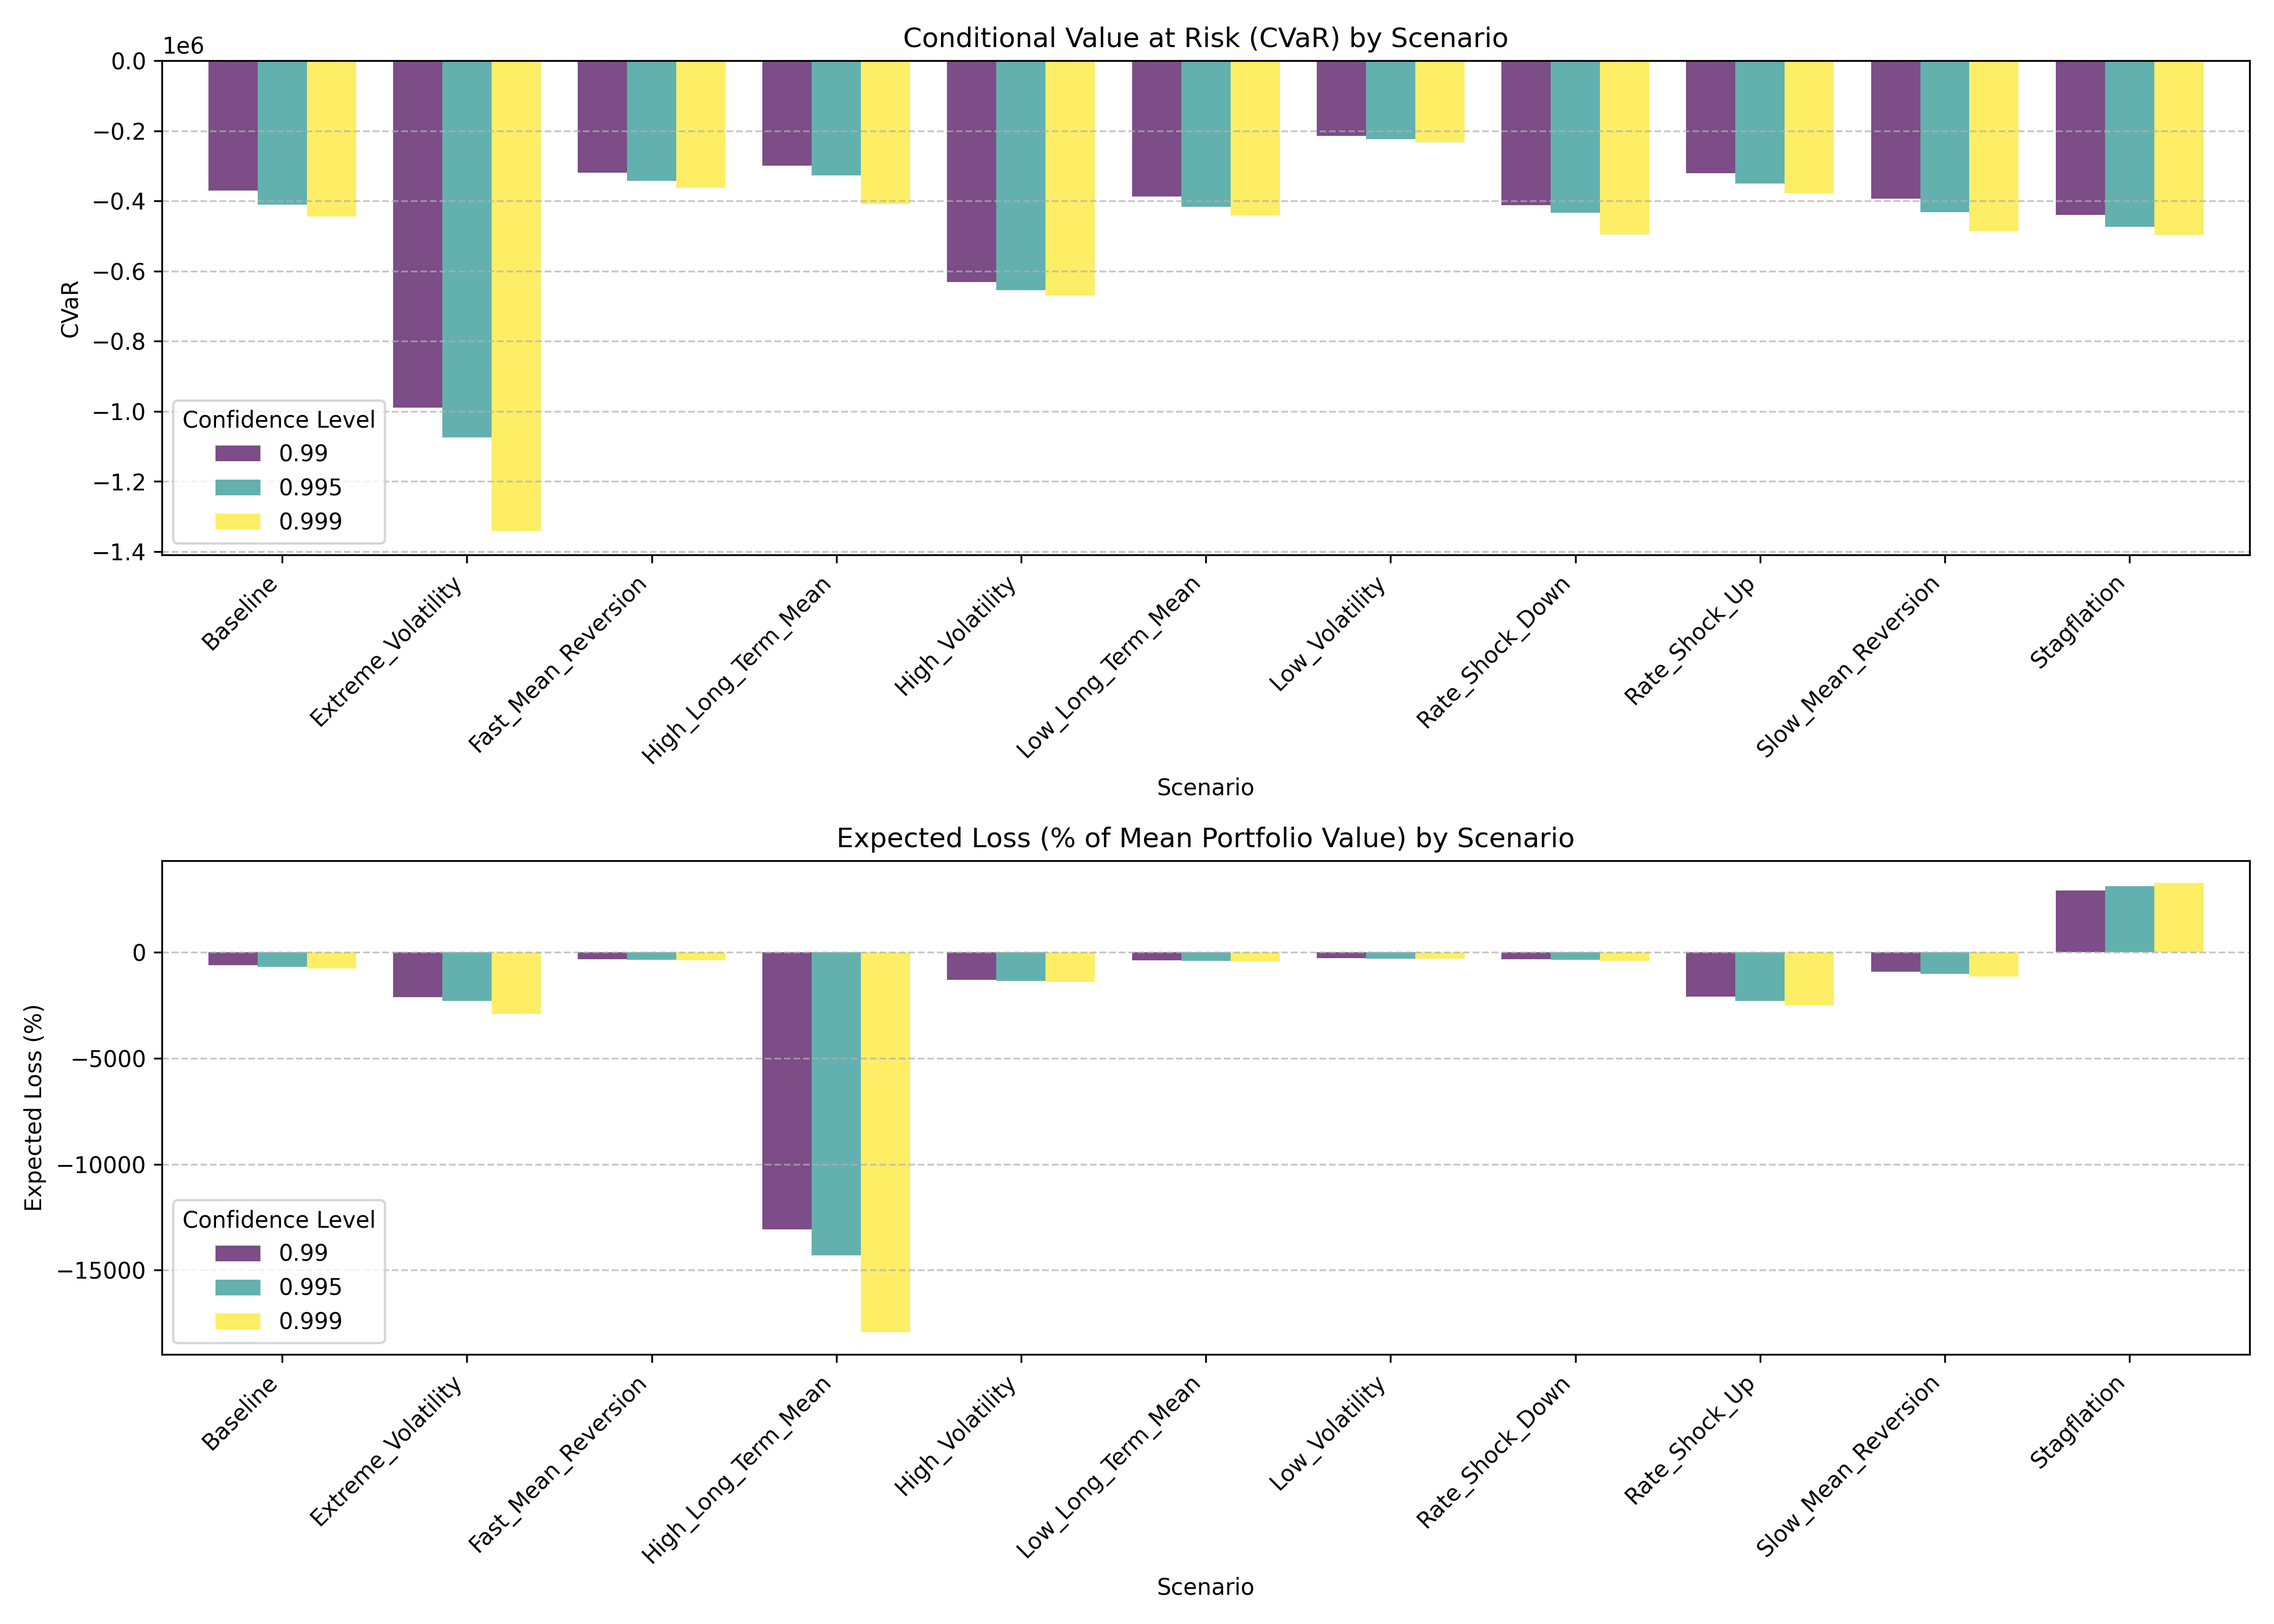 Conditional Value at Risk (CVaR) by Scenario
1e6
0.0
−0.2
−0.4
−0.6
−0.8
−1.0
−1.2
−1.4
CVaR
Confidence Level
0.99
0.995
0.999
Baseline
Extreme_Volatility
Fast_Mean_Reversion
High_Long_Term_Mean
High_Volatility
Low_Long_Term_Mean
Low_Volatility
Rate_Shock_Down
Rate_Shock_Up
Slow_Mean_Reversion
Stagflation
Scenario
Expected Loss (% of Mean Portfolio Value) by Scenario
0
−5000
−10000
−15000
Expected Loss (%)
Confidence Level
0.99
0.995
0.999
Baseline
Extreme_Volatility
Fast_Mean_Reversion
High_Long_Term_Mean
High_Volatility
Low_Long_Term_Mean
Low_Volatility
Rate_Shock_Down
Rate_Shock_Up
Slow_Mean_Reversion
Stagflation
Scenario